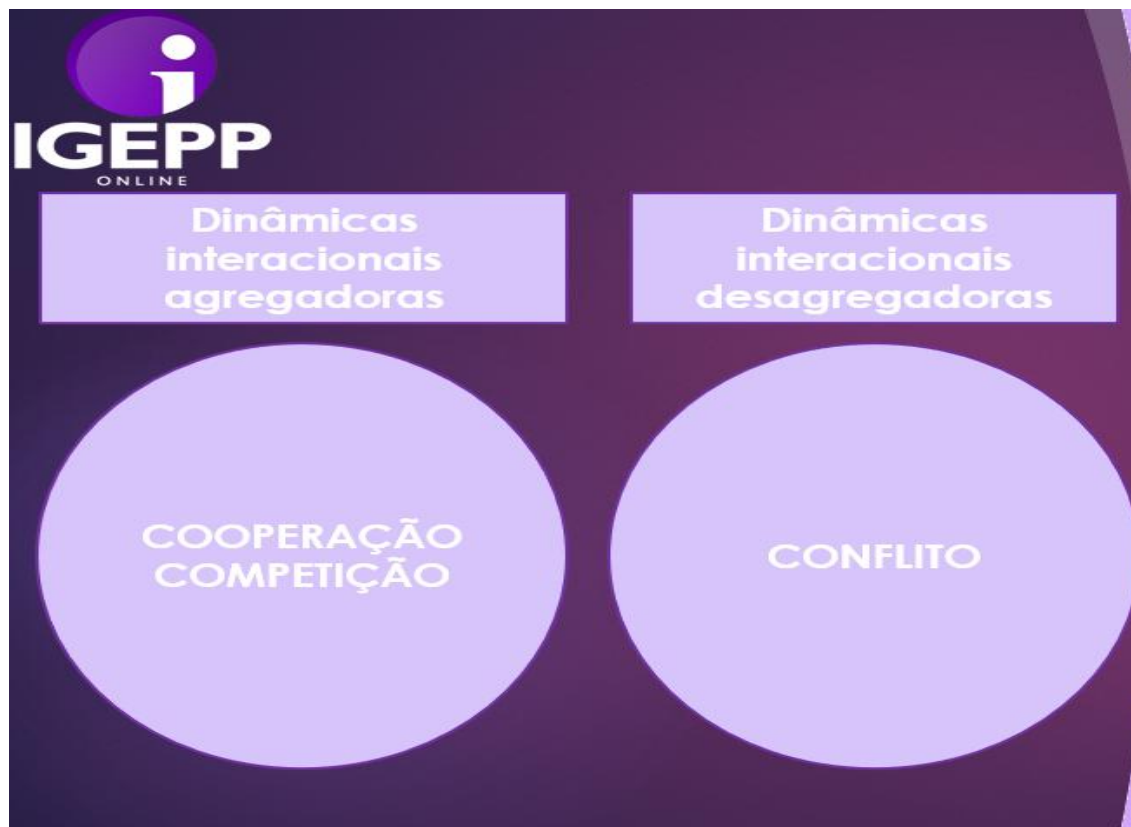 IGEPP
ONLINE
Dinâmicas
interacionais
agregadoras
Dinâmicas
interacionais
desagregadoras
COOPERAÇÃO
COMPETIÇÃO
CONFLITO